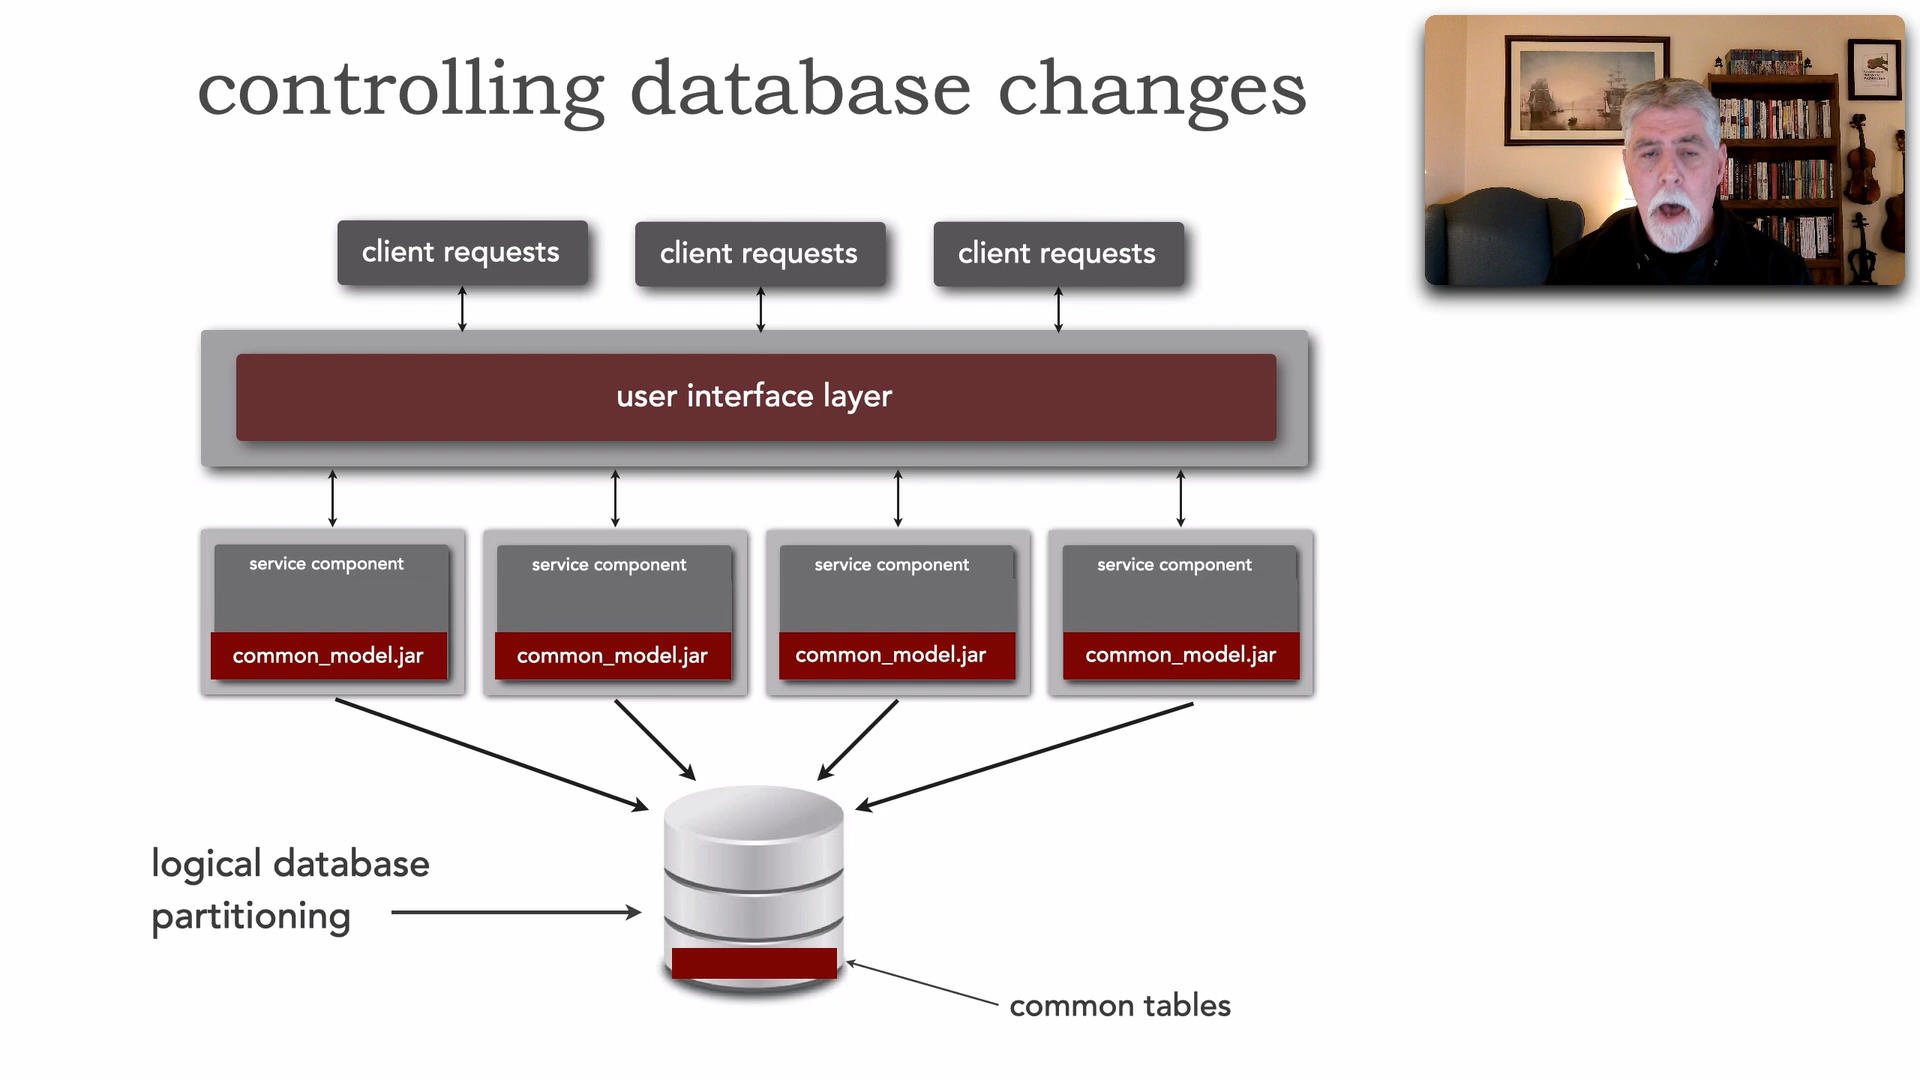 controlling database changes
client requests
client requests
client requests
user interface layer
service component
service component
service component
service component
common_model.jar
common_model.jar
common_model.jar
common_model.jar
logical database
partitioning
common tables